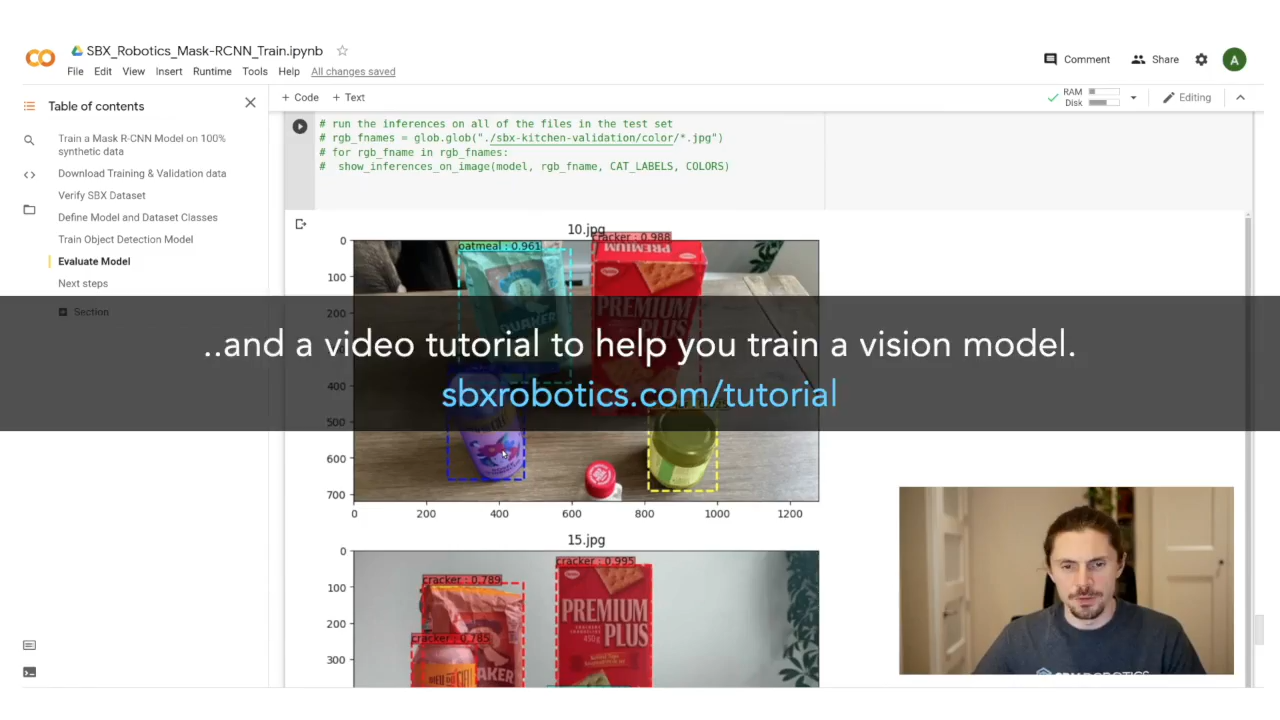 SBX_Robotics_Mask-RCNN_Train.ipynb
File Edit View Insert Runtime Tools Help All changes saved
Comment Share A
Table of contents
+ Code + Text
RAM
Disk
Editing
Train a Mask R-CNN Model on 100%
synthetic data
Download Training & Validation data
Verify SBX Dataset
Define Model and Dataset Classes
Train Object Detection Model
Evaluate Model
Next steps
Section
# run the inferences on all of the files in the test set
# rgb_fnames = glob.glob("./sbx-kitchen-validation/color/*.jpg")
# for rgb_fname in rgb_fnames:
#  show_inferences_on_image(model, rgb_fname, CAT_LABELS, COLORS)
10.jpg
oatmeal : 0.961
cracker : 0.988
PREMIUM
QUAKER
PREMIUM
PLUS
0
100
200
400
500
600
700
0 200 400 600 800 1000 1200
..and a video tutorial to help you train a vision model.
sbxrobotics.com/tutorial
15.jpg
cracker : 0.995
cracker : 0.789
cracker : 0.785
PREMIUM
PLUS
450g
0
100
200
300